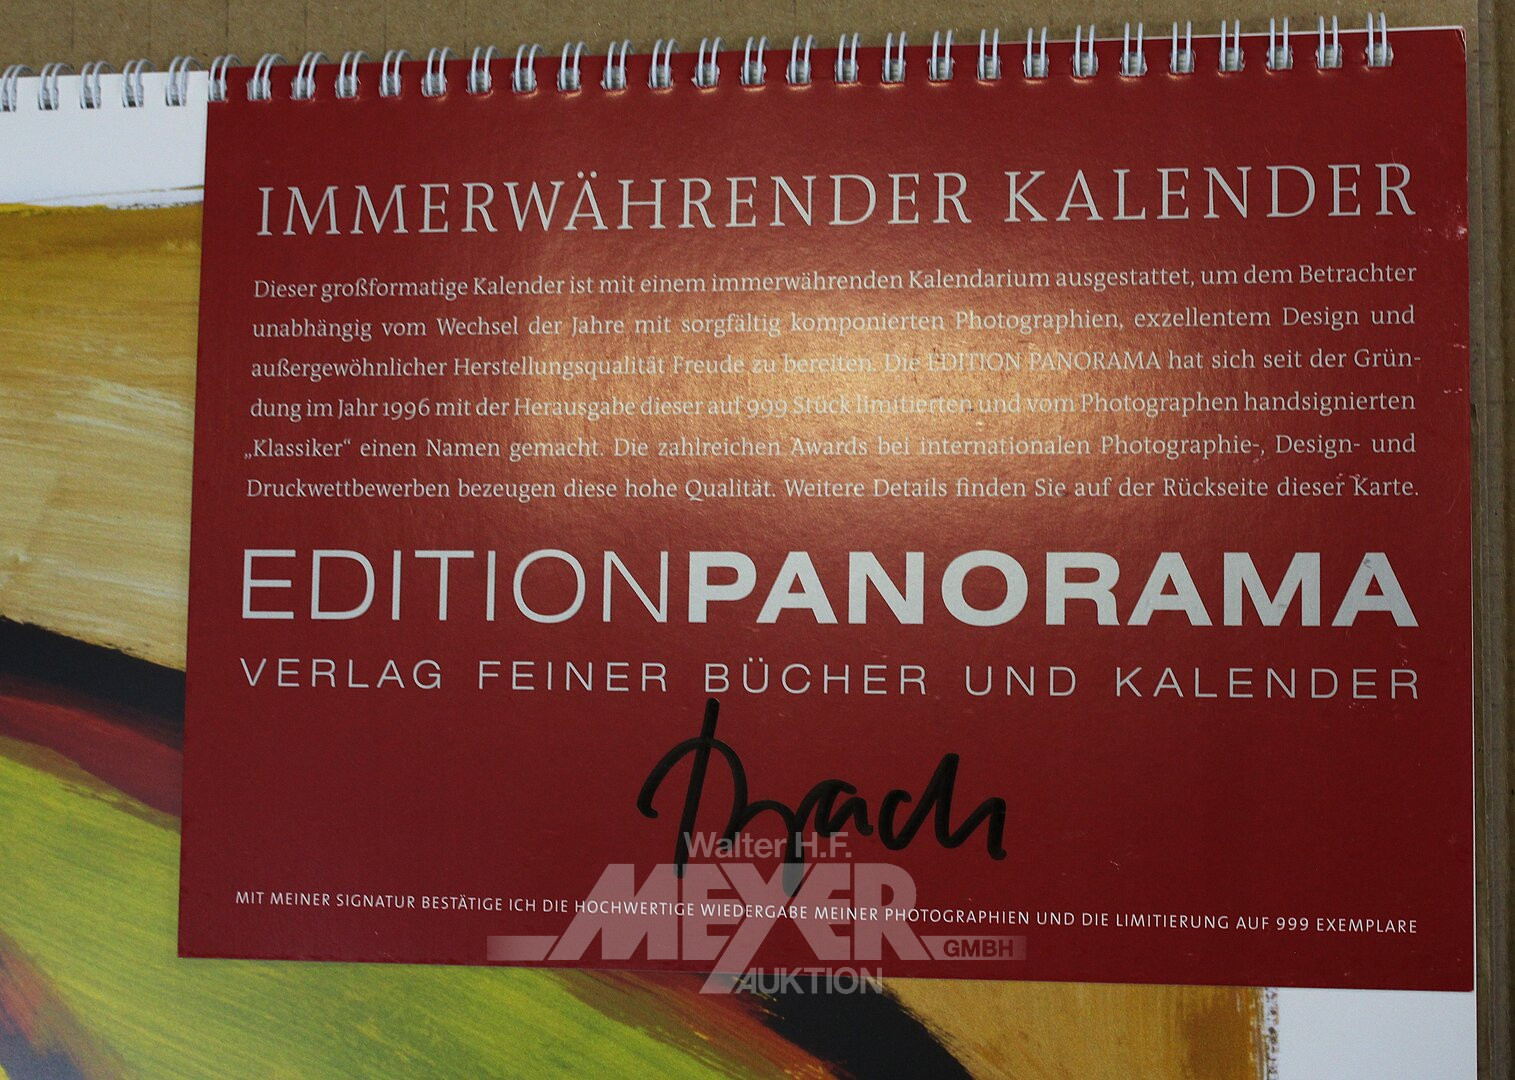 IMMERWÄHRENDER KALENDER
Dieser großformatige Kalender ist mit einem immerwährenden Kalendarium ausgestattet, um dem Betrachter
unabhängig vom Wechsel der Jahre mit sorgfältig komponierten Photographien, exzellentem Design und
außergewöhnlicher Herstellungsqualität Freude zu bereiten. Die EDITION PANORAMA hat sich seit der Grün-
dung im Jahr 1996 mit der Herausgabe dieser auf 999 Stück limitierten und vom Photographen handsignierten
„Klassiker“ einen Namen gemacht. Die zahlreichen Awards bei internationalen Photographie-, Design- und
Druckwettbewerben bezeugen diese hohe Qualität. Weitere Details finden Sie auf der Rückseite dieser Karte.
EDITIONPANORAMA
VERLAG FEINER BÜCHER UND KALENDER
Walter H.F.
MEYER
GMBH
AUKTION
MIT MEINER SIGNATUR BESTÄTIGE ICH DIE HOCHWERTIGE WIEDERGABE MEINER PHOTOGRAPHIEN UND DIE LIMITIERUNG AUF 999 EXEMPLARE